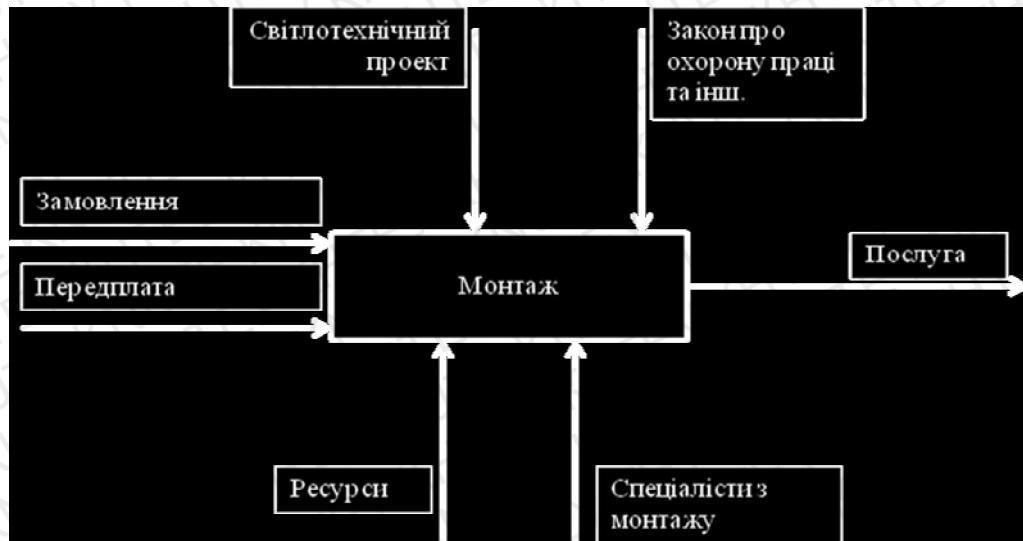 Світлотехнічний
проект
Закон про
охорону праці
та інш.
Замовлення
Передплата
Монтаж
Послуга
Ресурси
Спеціалісти з
монтажу